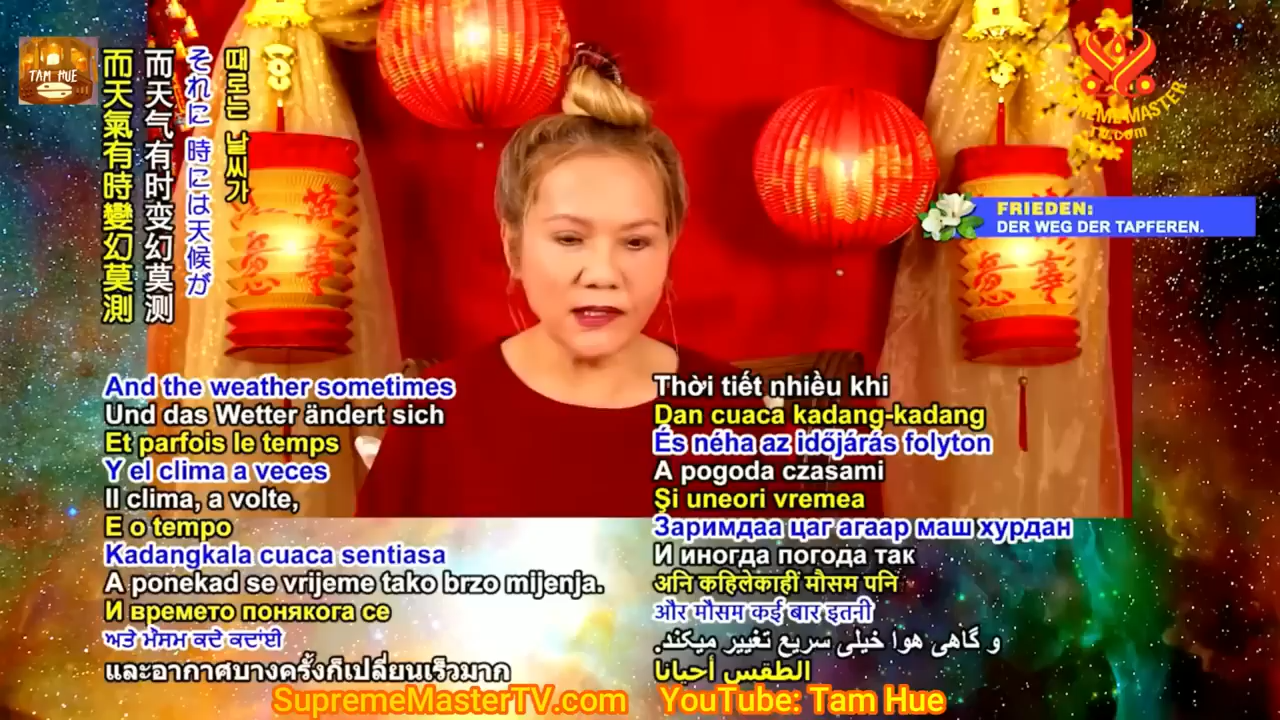 TAM HUE
而天氣有時變幻莫測
而天气有时变幻莫测
それに 時には天候が
때로는 날씨가
SUPREME MASTER
TV.com
FRIEDEN:
DER WEG DER TAPFEREN.
And the weather sometimes
Und das Wetter ändert sich
Et parfois le temps
Y el clima a veces
Il clima, a volte,
E o tempo
Kadangkala cuaca sentiasa
A ponekad se vrijeme tako brzo mijenja.
И времето понякога се
ਅਤੇ ਮੌਸਮ ਕਦੇ ਕਦਾਂਈ
และอากาศบางครั้งก็เปลี่ยนเร็วมาก
Thời tiết nhiều khi
Dan cuaca kadang-kadang
És néha az időjárás folyton
A pogoda czasami
Şi uneori vremea
Заримдаа цаг агаар маш хурдан
И иногда погода так
अनि कहिलेकाहीं मौसम पनि
और मौसम कई बार इतनी
و گاهی هوا خیلی سریع تغییر میکند.
الطقس أحيانا
SupremeMasterTV.com YouTube: Tam Hue